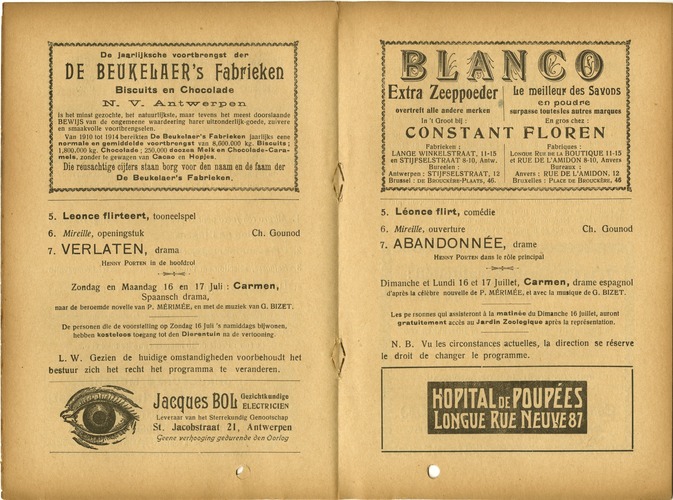 De jaarlijksche voortbrengst der
DE BEUKELAER's Fabrieken
Biscuits en Chocolade
N. V. Antwerpen
is het minst gezochte, het natuurlijkste, maar tevens het meest doorslaande
BEWIJS van de ongemeene waardeering harer uitzonderlijk-goede, zuivere
en smaakvolle voortbrengselen.
Van 1910 tot 1914 bereikten De Beukelaer's Fabrieken jaarlijks eene
normale en gemiddelde voortbrengst van 8,600.000 kg. Biscuits;
1,800,000 kg. Chocolade; 250,000 doozen Melk en Chocolade-Cara-
mels, zonder te gewagen van Cacao en Hopjes.
Die reusachtige cijfers staan borg voor den naam en de faam der
De Beukelaer's Fabrieken.
5. Leonce flirteert, tooneelspel
6. Mireille, openingstuk Ch. Gounod
7. VERLATEN, drama
HENNY PORTEN in de hoofdrol
Zondag en Maandag 16 en 17 Juli : Carmen,
Spaansch drama,
naar de beroemde novelle van P. MÉRIMÉE, en met de muziek van G. BIZET.
De personen die de voorstelling op Zondag 16 Juli 's namiddags bijwonen,
hebben kosteloos toegang tot den Dierentuin na de vertooning.
L. W. Gezien de huidige omstandigheden voorbehoudt het
bestuur zich het recht het programma te veranderen.
Jacques BOL Gezichtkundige
ELECTRICIEN
Leveraar van het Sterrekundig Genootschap
St. Jacobstraat 21, Antwerpen
Geene verhooging gedurende den Oorlog
BLANCO
Extra Zeeppoeder
overtreft alle andere merken
In 't Groot bij :
Le meilleur des Savons
en poudre
surpasse toutes les autres marques
En gros chez :
CONSTANT FLOREN
Fabrieken :
LANGE WINKELSTRAAT, 11-15
en STIJFSELSTRAAT 8-10, Antw.
Bureelen :
Antwerpen : STIJFSELSTRAAT, 12
Brussel : DE BROUCKÈRE-PLAATS, 46.
Fabriques :
LONGUE RUE DE LA BOUTIQUE 11-15
et RUE DE L'AMIDON 8-10, Anvers
Bureaux :
Anvers : RUE DE L'AMIDON, 12
Bruxelles : PLACE DE BROUCKÈRE, 46
5. Léonce flirt, comédie
6. Mireille, ouverture Ch. Gounod
7. ABANDONNÉE, drame
HENNY PORTEN dans le rôle principal
Dimanche et Lundi 16 et 17 Juillet, Carmen, drame espagnol
d'après la célèbre nouvelle de P. MÉRIMÉE, et avec la musique de G. BIZET.
Les personnes qui assisteront à la matinée du Dimanche 16 juillet, auront
gratuitement accès au Jardin Zoologique après la représentation.
N. B. Vu les circonstances actuelles, la direction se réserve
le droit de changer le programme.
HOPITAL DE POUPÉES
LONGUE RUE NEUVE 87